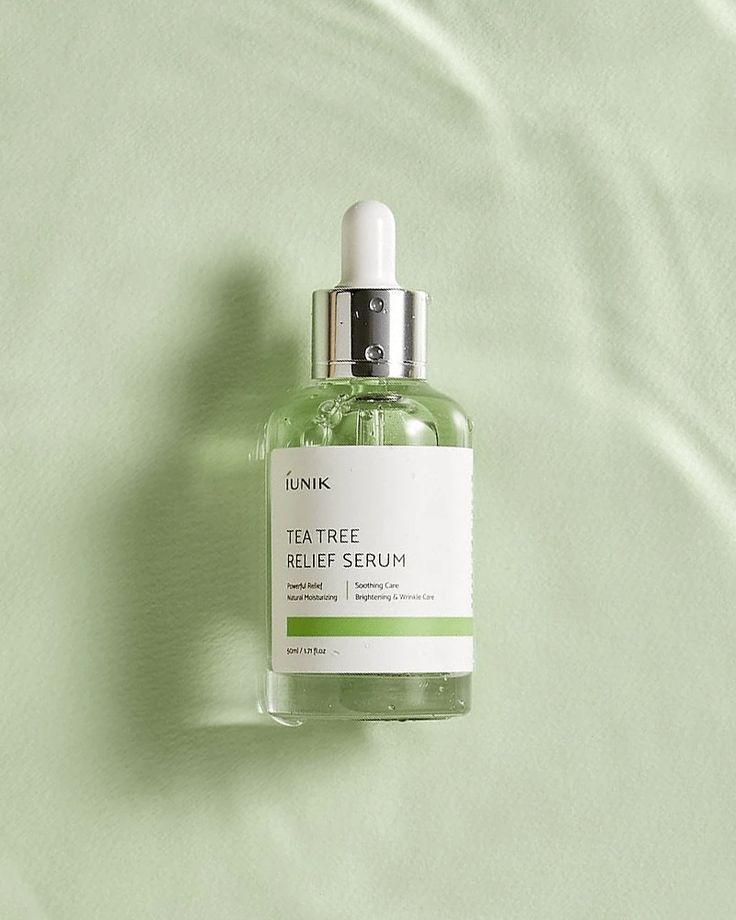 iUNIK
TEA TREE
RELIEF SERUM
Powerful Relief
Natural Moisturizing
Soothing Care
Brightening & Wrinkle Care
50ml / 1.71 fl.oz